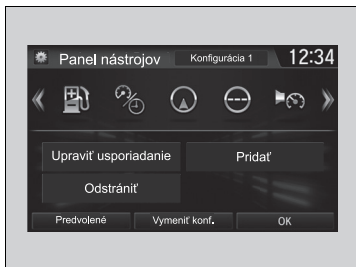 Panel nástrojov Konfigurácia 1 12:34
Upraviť usporiadanie Pridať
Odstrániť
Predvolené Vymeniť konf. OK